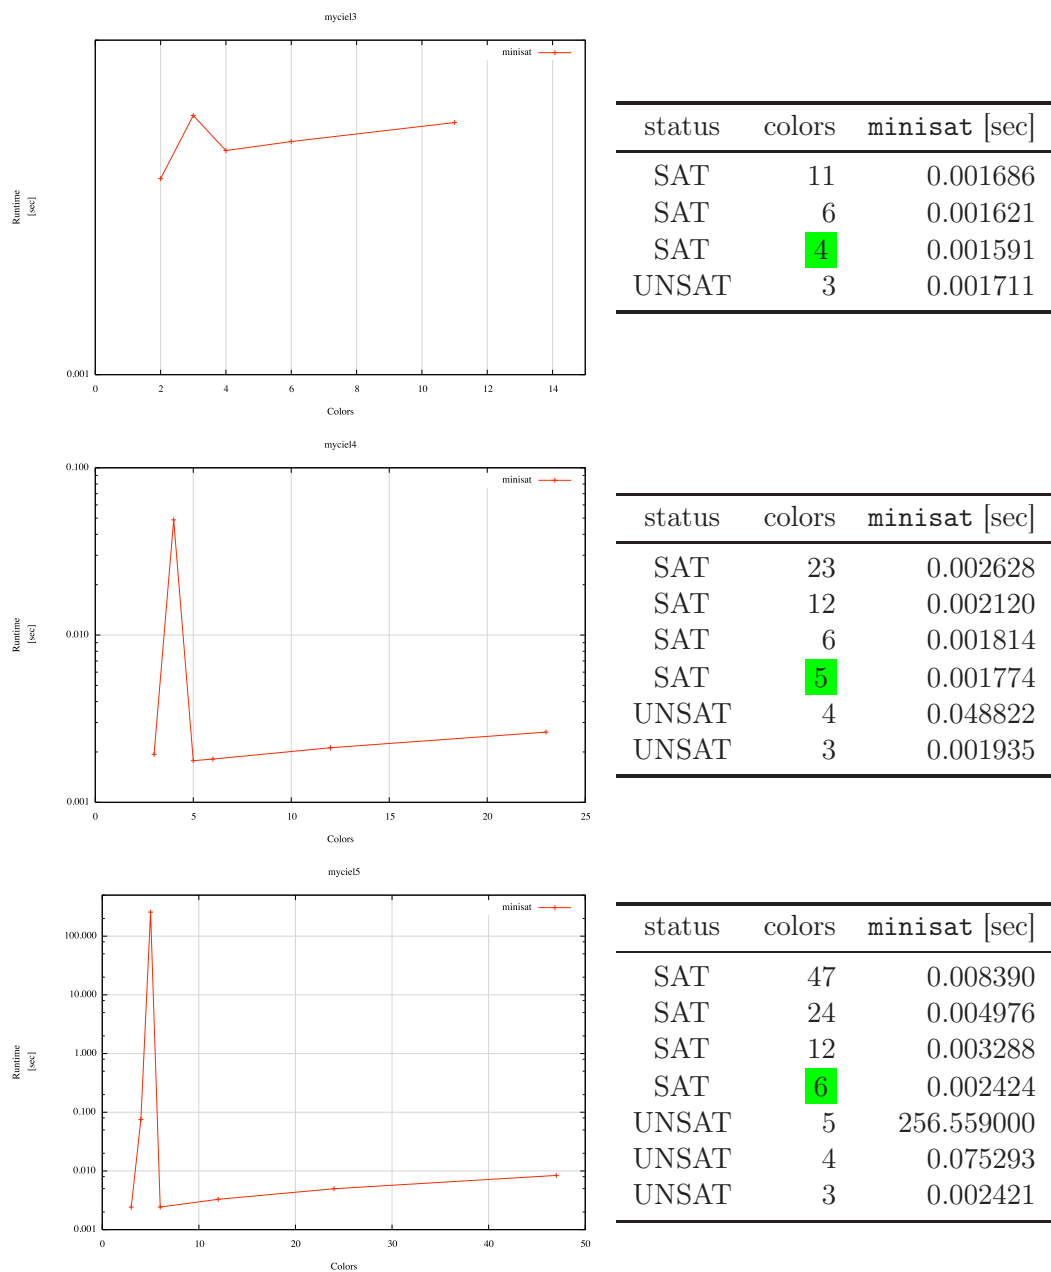 myciel3
minisat
Runtime
[sec]
0.001
0 2 4 6 8 10 12 14
Colors
status colors minisat [sec]
SAT 11 0.001686
SAT 6 0.001621
SAT 4 0.001591
UNSAT 3 0.001711
myciel4
minisat
Runtime
[sec]
0.100
0.010
0.001
0 5 10 15 20 25
Colors
status colors minisat [sec]
SAT 23 0.002628
SAT 12 0.002120
SAT 6 0.001814
SAT 5 0.001774
UNSAT 4 0.048822
UNSAT 3 0.001935
myciel5
minisat
Runtime
[sec]
100.000
10.000
1.000
0.100
0.010
0.001
0 10 20 30 40 50
Colors
status colors minisat [sec]
SAT 47 0.008390
SAT 24 0.004976
SAT 12 0.003288
SAT 6 0.002424
UNSAT 5 256.559000
UNSAT 4 0.075293
UNSAT 3 0.002421